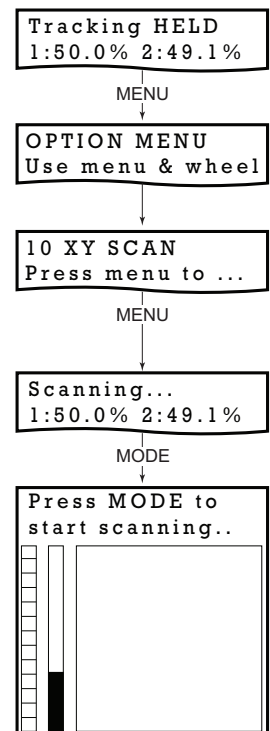 Tracking HELD
1:50.0% 2:49.1%
MENU
OPTION MENU
Use menu & wheel
10 XY SCAN
Press menu to ...
MENU
Scanning...
1:50.0% 2:49.1%
MODE
Press MODE to
start scanning..